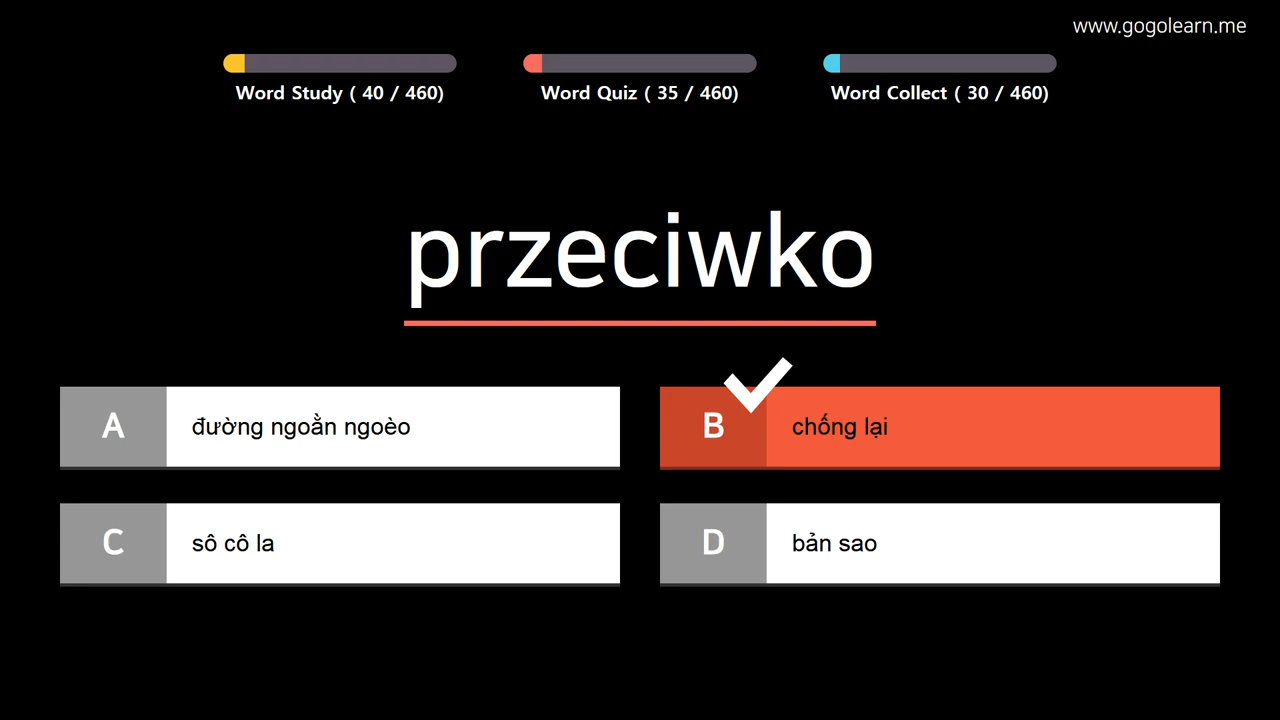 www.gogolearn.me
Word Study ( 40 / 460)
Word Quiz ( 35 / 460)
Word Collect ( 30 / 460)
przeciwko
A
đường ngoằn ngoèo
B
chống lại
C
sô cô la
D
bản sao